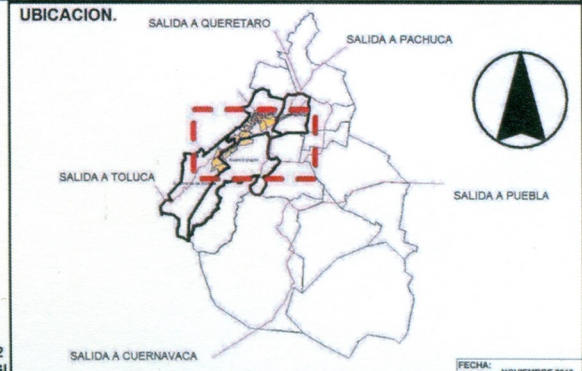 UBICACION.
SALIDA A QUERETARO
SALIDA A PACHUCA
SALIDA A TOLUCA
SALIDA A PUEBLA
SALIDA A CUERNAVACA
FECHA: